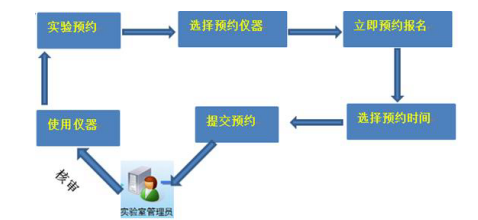 实验预约
选择预约仪器
立即预约报名
选择预约时间
提交预约
使用仪器
核审
实验室管理员